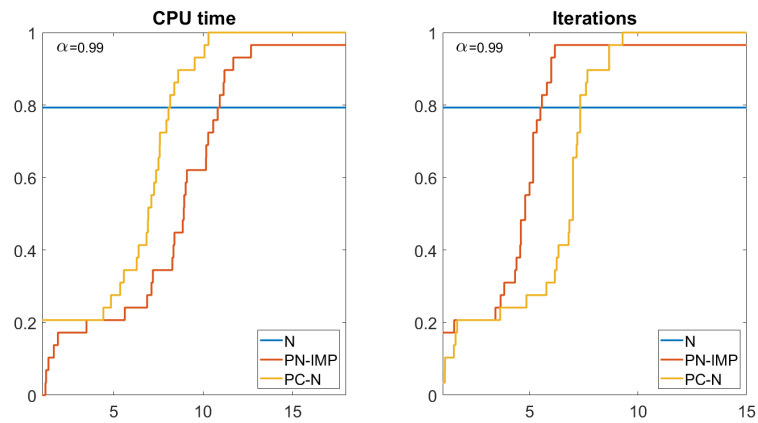 CPU time
α=0.99
1
0.8
0.6
0.4
0.2
0
5
10
15
N
PN-IMP
PC-N
Iterations
α=0.99
1
0.8
0.6
0.4
0.2
0
5
10
15
N
PN-IMP
PC-N